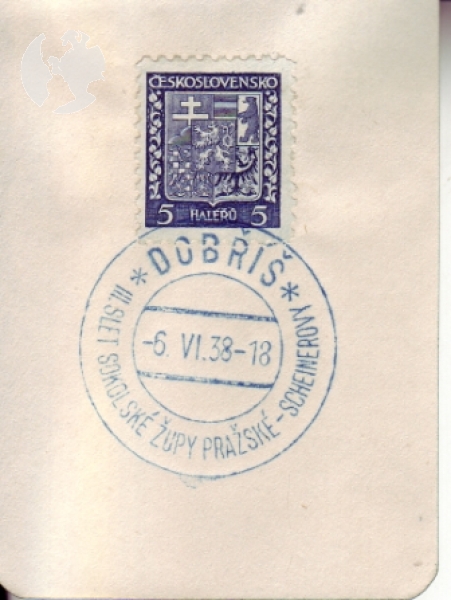 ČESKOSLOVENSKO
5 HALÉŘŮ 5
* DOBŘÍŠ *
-6. VI. 38-18
III. SLET SOKOLSKÉ ŽUPY PRAŽSKÉ - SCHEINEROVY